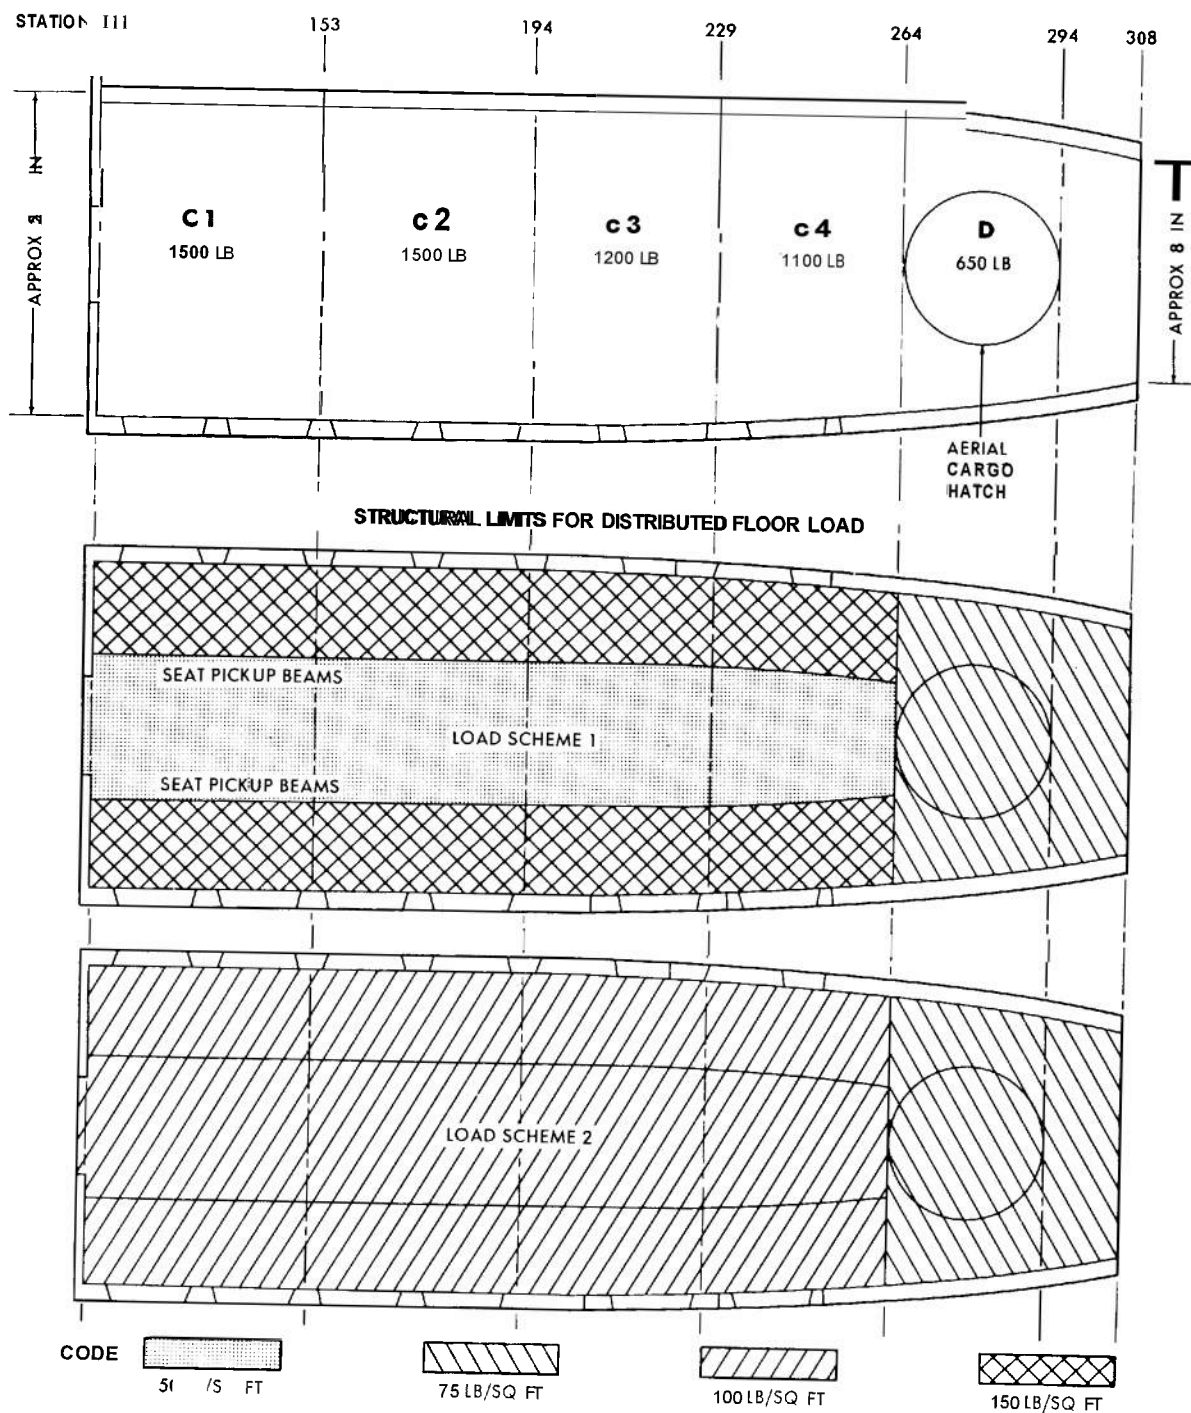 STATION 111
153
194
229
264
294
308
C1
1500 LB
c2
1500 LB
c3
1200 LB
c4
1100 LB
D
650 LB
APPROX IN
APPROX 8 IN
AERIAL
CARGO
HATCH
STRUCTURAL LIMITS FOR DISTRIBUTED FLOOR LOAD
SEAT PICKUP BEAMS
LOAD SCHEME 1
SEAT PICKUP BEAMS
LOAD SCHEME 2
CODE
FT
75 LB/SQ FT
100 LB/SQ FT
150 LB/SQ FT